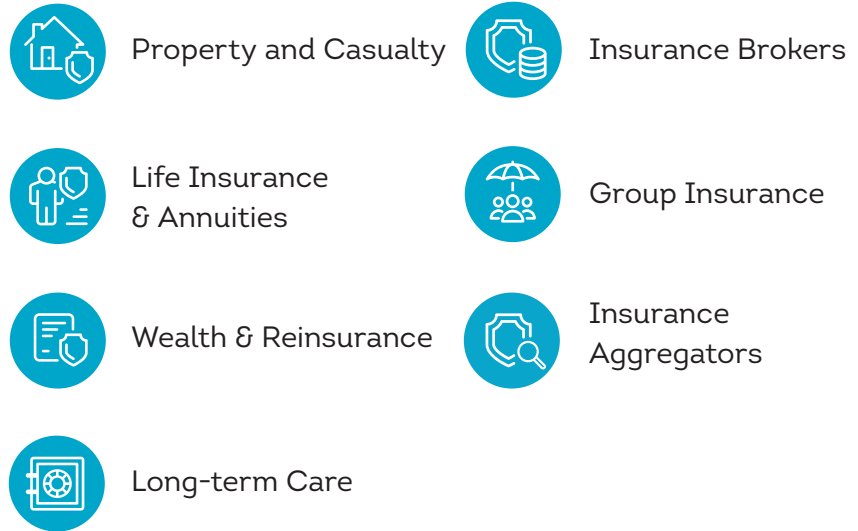 Property and Casualty
Insurance Brokers
Life Insurance
& Annuities
Group Insurance
Wealth & Reinsurance
Insurance
Aggregators
Long-term Care